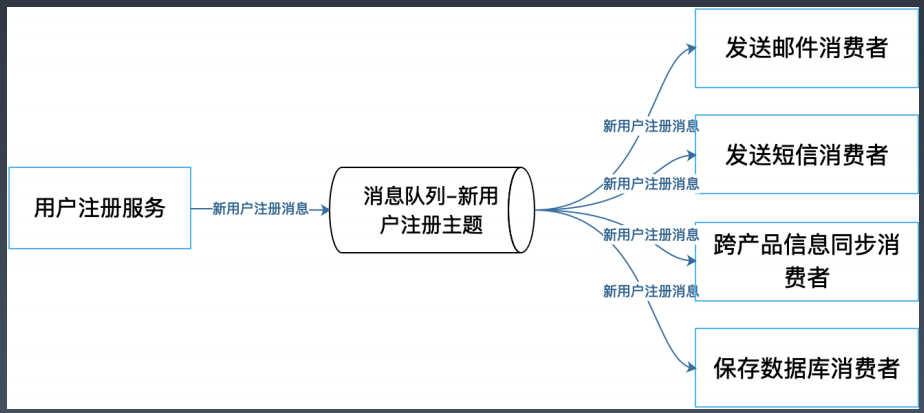 发送邮件消费者
新用户注册消息
发送短信消费者
用户注册服务
新用户注册消息
消息队列-新用
户注册主题
新用户注册消息
新用户注册消息
跨产品信息同步消
费者
新用户注册消息
保存数据库消费者